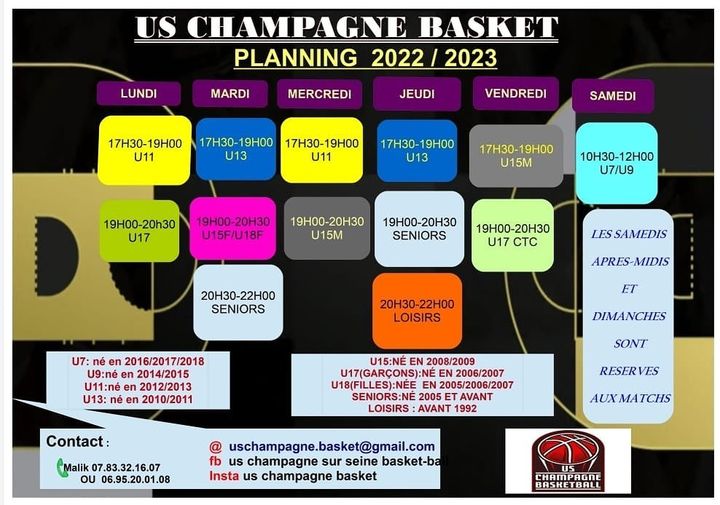 US CHAMPAGNE BASKET
PLANNING 2022 / 2023
LUNDI
MARDI
MERCREDI
JEUDI
VENDREDI
SAMEDI
17H30-19H00
U11
17H30-19H00
U13
17H30-19H00
U11
17H30-19H00
U13
17H30-19H00
U15M
10H30-12H00
U7/U9
19H00-20h30
U17
19H00-20H30
U15F/U18F
19H00-20H30
U15M
19H00-20H30
SENIORS
19H00-20H30
U17 CTC
20H30-22H00
SENIORS
20H30-22H00
LOISIRS
LES SAMEDIS
APRES-MIDIS
ET
DIMANCHES
SONT
RESERVES
AUX MATCHS
U7: né en 2016/2017/2018
U9:né en 2014/2015
U11:né en 2012/2013
U13: né en 2010/2011
U15:NÉ EN 2008/2009
U17(GARÇONS):NÉ EN 2006/2007
U18(FILLES):NÉE EN 2005/2006/2007
SENIORS:NÉ 2005 ET AVANT
LOISIRS : AVANT 1992
Contact :
Malik 07.83.32.16.07
OU 06.95.20.01.08
@ uschampagne.basket@gmail.com
fb us champagne sur seine basket-ball
Insta us champagne basket
US
CHAMPAGNE
BASKETBALL